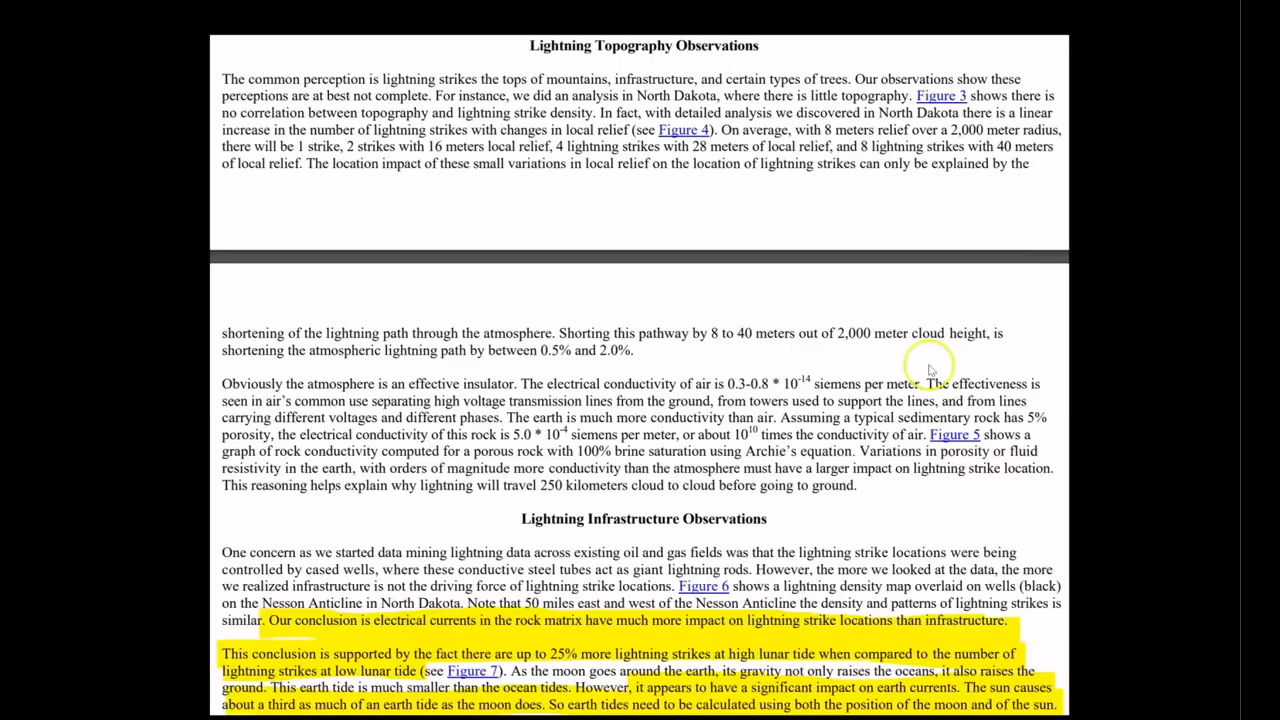 Lightning Topography Observations
The common perception is lightning strikes the tops of mountains, infrastructure, and certain types of trees. Our observations show these
perceptions are at best not complete. For instance, we did an analysis in North Dakota, where there is little topography. Figure 3 shows there is
no correlation between topography and lightning strike density. In fact, with detailed analysis we discovered in North Dakota there is a linear
increase in the number of lightning strikes with changes in local relief (see Figure 4). On average, with 8 meters relief over a 2,000 meter radius,
there will be 1 strike, 2 strikes with 16 meters local relief, 4 lightning strikes with 28 meters of local relief, and 8 lightning strikes with 40 meters
of local relief. The location impact of these small variations in local relief on the location of lightning strikes can only be explained by the
shortening of the lightning path through the atmosphere. Shorting this pathway by 8 to 40 meters out of 2,000 meter cloud height, is
shortening the atmospheric lightning path by between 0.5% and 2.0%.
Obviously the atmosphere is an effective insulator. The electrical conductivity of air is 0.3-0.8 * 10⁻¹⁴ siemens per meter. The effectiveness is
seen in air’s common use separating high voltage transmission lines from the ground, from towers used to support the lines, and from lines
carrying different voltages and different phases. The earth is much more conductivity than air. Assuming a typical sedimentary rock has 5%
porosity, the electrical conductivity of this rock is 5.0 * 10⁻⁴ siemens per meter, or about 10¹⁰ times the conductivity of air. Figure 5 shows a
graph of rock conductivity computed for a porous rock with 100% brine saturation using Archie’s equation. Variations in porosity or fluid
resistivity in the earth, with orders of magnitude more conductivity than the atmosphere must have a larger impact on lightning strike location.
This reasoning helps explain why lightning will travel 250 kilometers cloud to cloud before going to ground.
Lightning Infrastructure Observations
One concern as we started data mining lightning data across existing oil and gas fields was that the lightning strike locations were being
controlled by cased wells, where these conductive steel tubes act as giant lightning rods. However, the more we looked at the data, the more
we realized infrastructure is not the driving force of lightning strike locations. Figure 6 shows a lightning density map overlaid on wells (black)
on the Nesson Anticline in North Dakota. Note that 50 miles east and west of the Nesson Anticline the density and patterns of lightning strikes is
similar. Our conclusion is electrical currents in the rock matrix have much more impact on lightning strike locations than infrastructure.
This conclusion is supported by the fact there are up to 25% more lightning strikes at high lunar tide when compared to the number of
lightning strikes at low lunar tide (see Figure 7). As the moon goes around the earth, its gravity not only raises the oceans, it also raises the
ground. This earth tide is much smaller than the ocean tides. However, it appears to have a significant impact on earth currents. The sun causes
about a third as much of an earth tide as the moon does. So earth tides need to be calculated using both the position of the moon and of the sun.